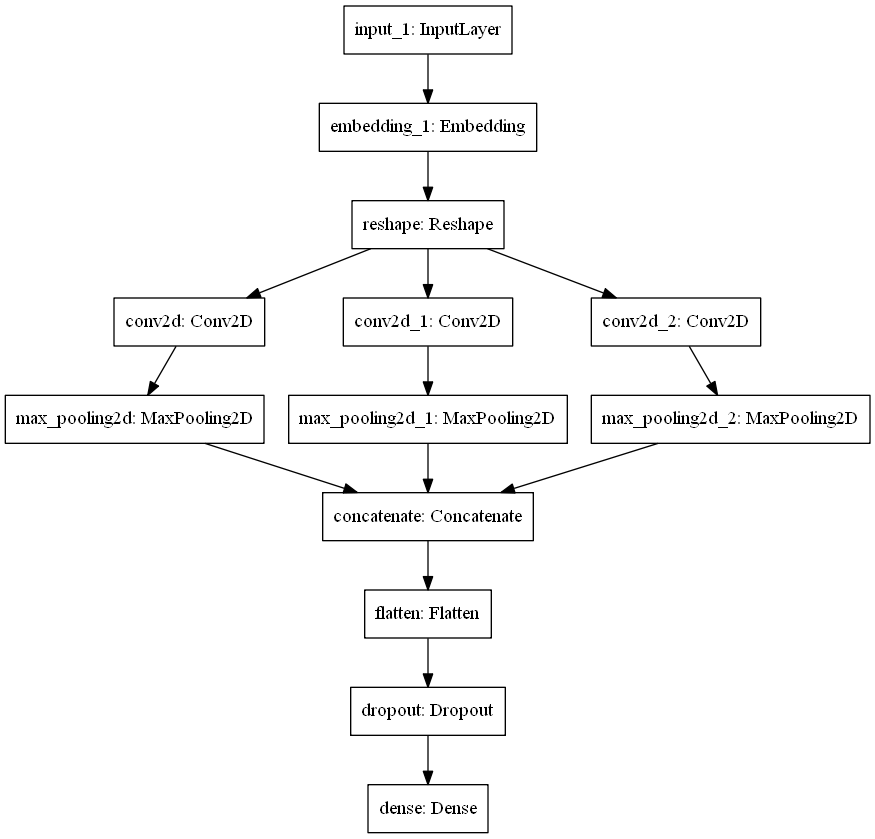 input_1: InputLayer
embedding_1: Embedding
reshape: Reshape
conv2d: Conv2D
conv2d_1: Conv2D
conv2d_2: Conv2D
max_pooling2d: MaxPooling2D
max_pooling2d_1: MaxPooling2D
max_pooling2d_2: MaxPooling2D
concatenate: Concatenate
flatten: Flatten
dropout: Dropout
dense: Dense